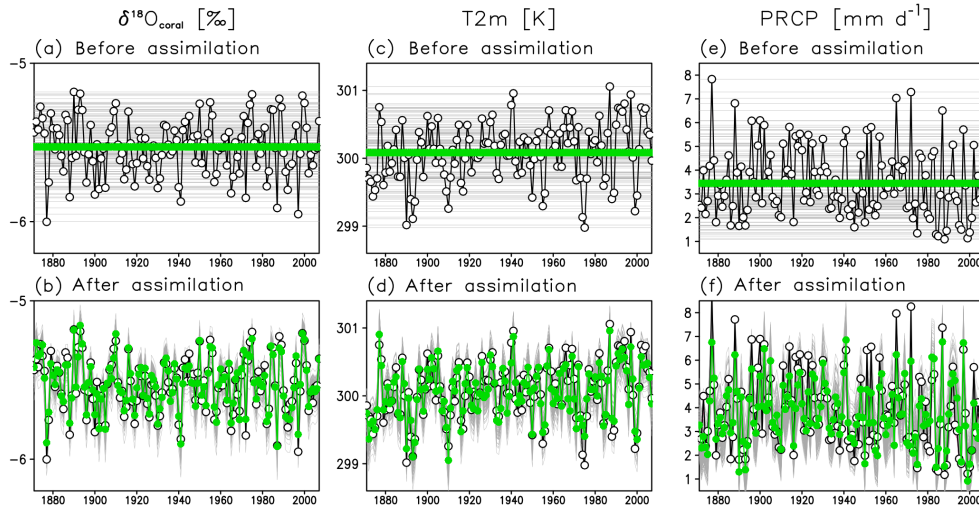 δ¹⁸O_coral [‰] T2m [K] PRCP [mm d⁻¹]
(a) Before assimilation (c) Before assimilation (e) Before assimilation
-5
-6
1880 1900 1920 1940 1960 1980 2000
301
300
299
1880 1900 1920 1940 1960 1980 2000
8
7
6
5
4
3
2
1
1880 1900 1920 1940 1960 1980 2000
(b) After assimilation (d) After assimilation (f) After assimilation
-5
-6
1880 1900 1920 1940 1960 1980 2000
301
300
299
1880 1900 1920 1940 1960 1980 2000
8
7
6
5
4
3
2
1
1880 1900 1920 1940 1960 1980 2000